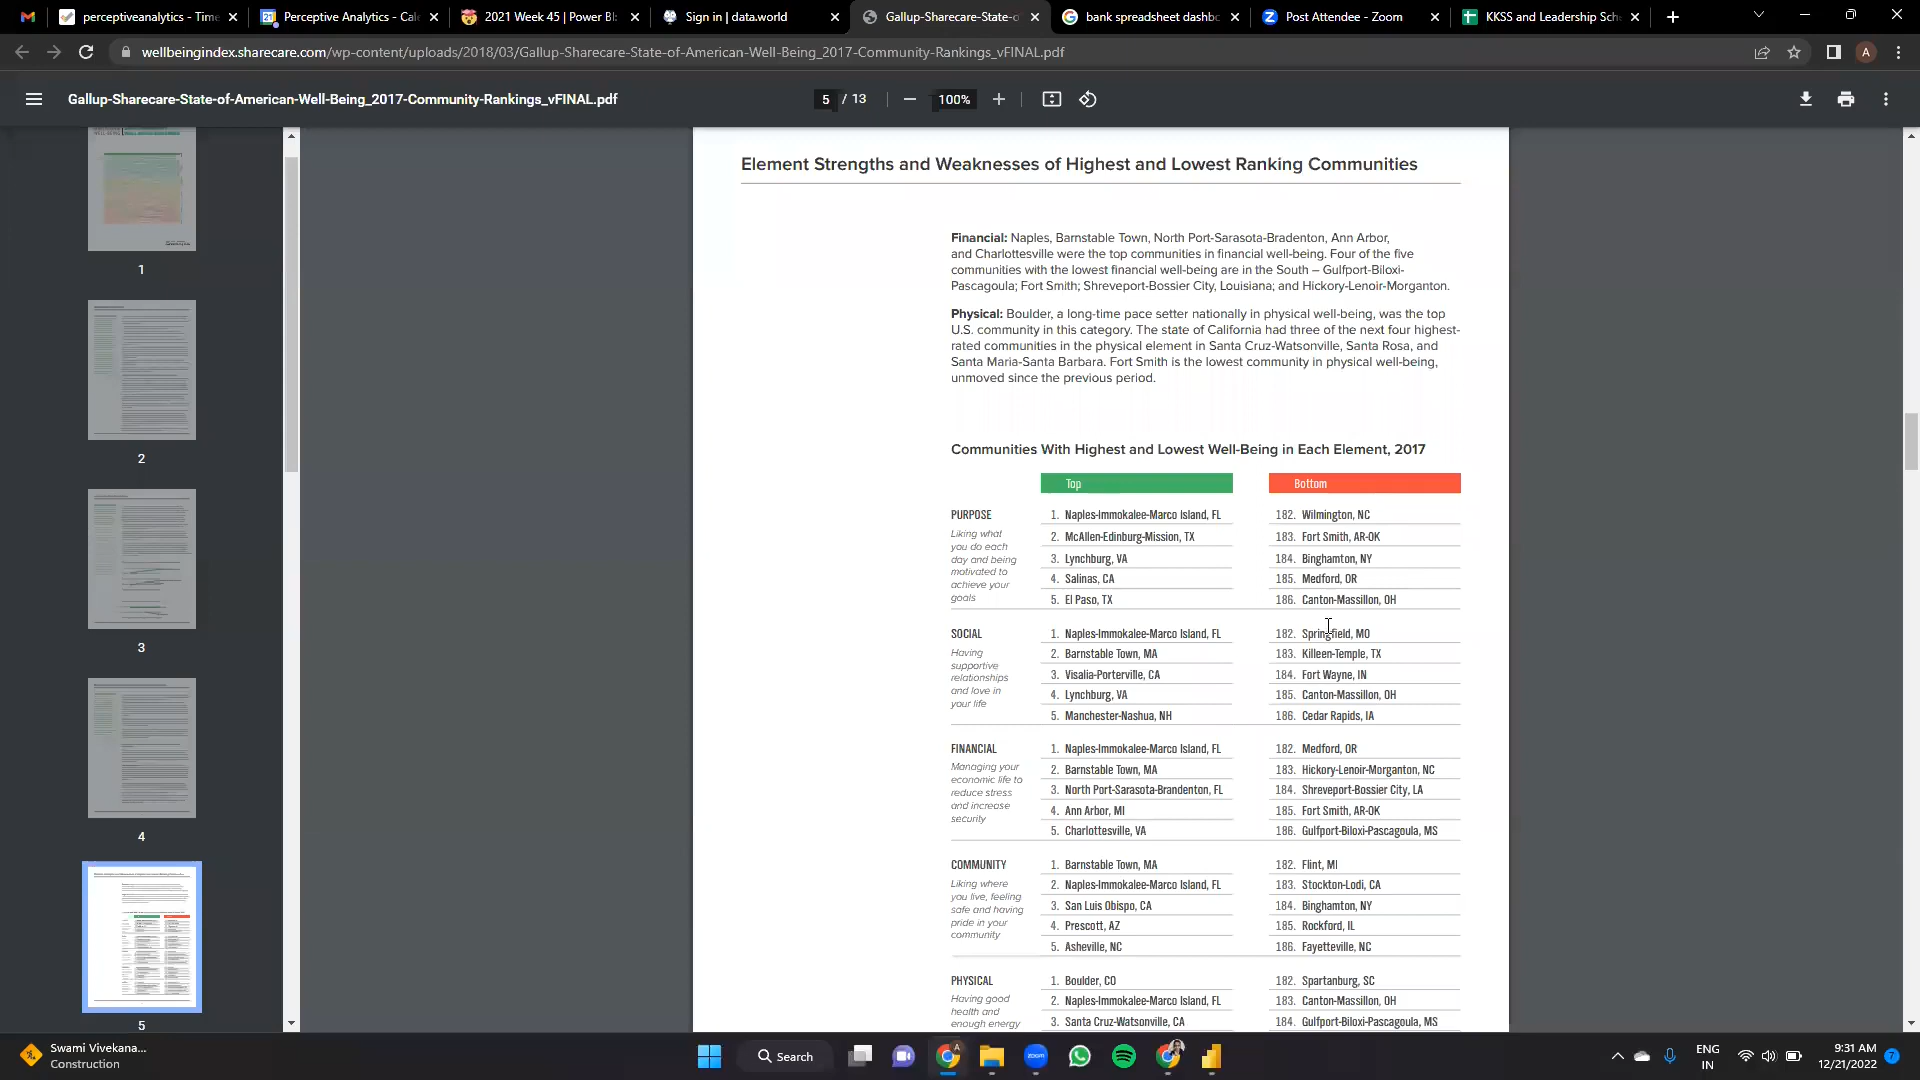 perceptiveanalytics - Time
Perceptive Analytics - Cale
2021 Week 45 | Power BI:
Sign in | data.world
Gallup-Sharecare-State-o
bank spreadsheet dashbo
Post Attendee - Zoom
KKSS and Leadership Sch
wellbeingindex.sharecare.com/wp-content/uploads/2018/03/Gallup-Sharecare-State-of-American-Well-Being_2017-Community-Rankings_vFINAL.pdf
A
Gallup-Sharecare-State-of-American-Well-Being_2017-Community-Rankings_vFINAL.pdf
5 / 13
100%
1
2
3
4
5
Element Strengths and Weaknesses of Highest and Lowest Ranking Communities
Financial: Naples, Barnstable Town, North Port-Sarasota-Bradenton, Ann Arbor,
and Charlottesville were the top communities in financial well-being. Four of the five
communities with the lowest financial well-being are in the South – Gulfport-Biloxi-
Pascagoula; Fort Smith; Shreveport-Bossier City, Louisiana; and Hickory-Lenoir-Morganton.
Physical: Boulder, a long-time pace setter nationally in physical well-being, was the top
U.S. community in this category. The state of California had three of the next four highest-
rated communities in the physical element in Santa Cruz-Watsonville, Santa Rosa, and
Santa Maria-Santa Barbara. Fort Smith is the lowest community in physical well-being,
unmoved since the previous period.
Communities With Highest and Lowest Well-Being in Each Element, 2017
Top
Bottom
PURPOSE
Liking what
you do each
day and being
motivated to
achieve your
goals
1. Naples-Immokalee-Marco Island, FL
2. McAllen-Edinburg-Mission, TX
3. Lynchburg, VA
4. Salinas, CA
5. El Paso, TX
182. Wilmington, NC
183. Fort Smith, AR-OK
184. Binghamton, NY
185. Medford, OR
186. Canton-Massillon, OH
SOCIAL
Having
supportive
relationships
and love in
your life
1. Naples-Immokalee-Marco Island, FL
2. Barnstable Town, MA
3. Visalia-Porterville, CA
4. Lynchburg, VA
5. Manchester-Nashua, NH
182. Springfield, MO
183. Killeen-Temple, TX
184. Fort Wayne, IN
185. Canton-Massillon, OH
186. Cedar Rapids, IA
FINANCIAL
Managing your
economic life to
reduce stress
and increase
security
1. Naples-Immokalee-Marco Island, FL
2. Barnstable Town, MA
3. North Port-Sarasota-Brandenton, FL
4. Ann Arbor, MI
5. Charlottesville, VA
182. Medford, OR
183. Hickory-Lenoir-Morganton, NC
184. Shreveport-Bossier City, LA
185. Fort Smith, AR-OK
186. Gulfport-Biloxi-Pascagoula, MS
COMMUNITY
Liking where
you live, feeling
safe and having
pride in your
community
1. Barnstable Town, MA
2. Naples-Immokalee-Marco Island, FL
3. San Luis Obispo, CA
4. Prescott, AZ
5. Asheville, NC
182. Flint, MI
183. Stockton-Lodi, CA
184. Binghamton, NY
185. Rockford, IL
186. Fayetteville, NC
PHYSICAL
Having good
health and
enough energy
1. Boulder, CO
2. Naples-Immokalee-Marco Island, FL
3. Santa Cruz-Watsonville, CA
182. Spartanburg, SC
183. Canton-Massillon, OH
184. Gulfport-Biloxi-Pascagoula, MS
Swami Vivekana...
Construction
Search
zoom
ENG
IN
9:31 AM
12/21/2022
7